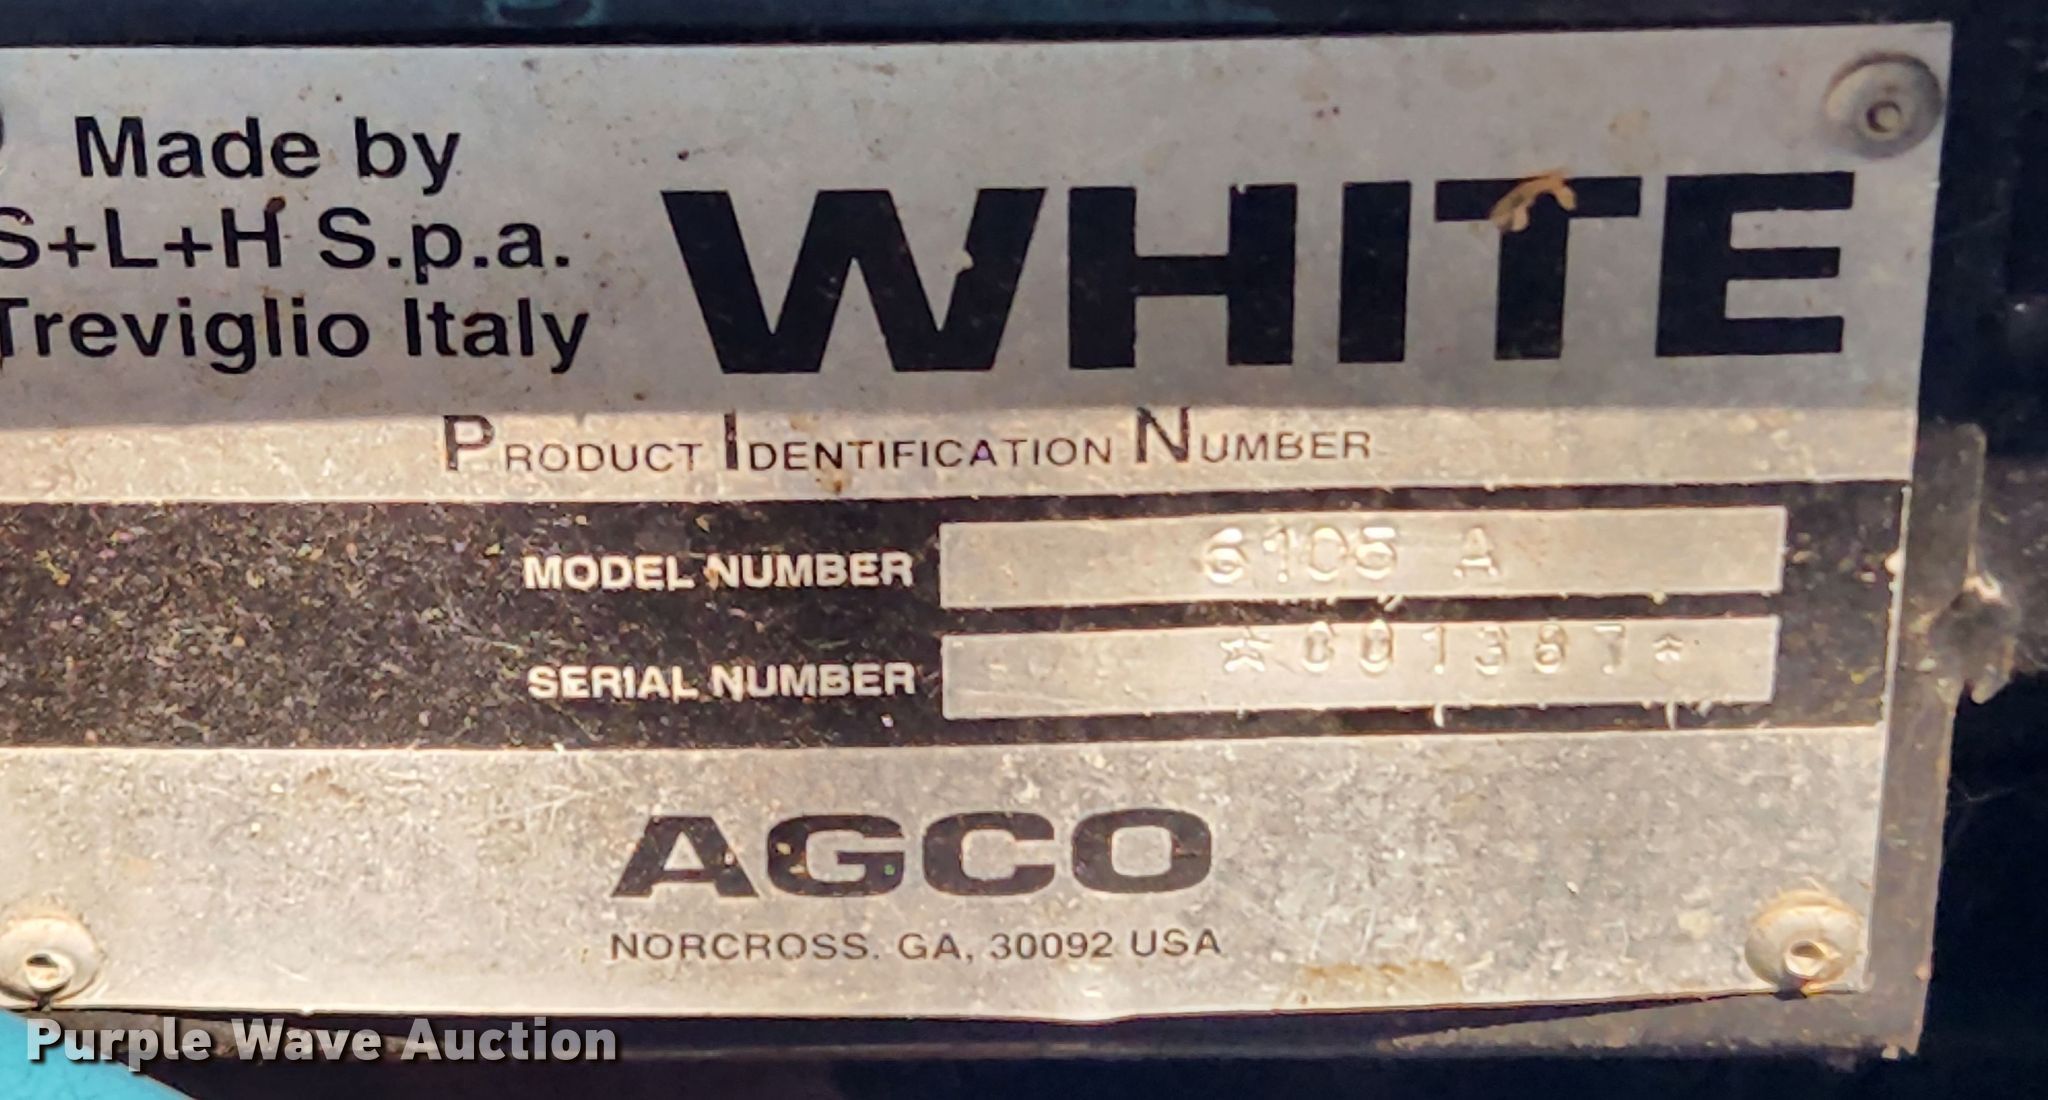 Made by
S+L+H S.p.a.
Treviglio Italy
WHITE
PRODUCT IDENTIFICATION NUMBER
MODEL NUMBER 6105 A
SERIAL NUMBER *001387*
AGCO
NORCROSS, GA, 30092 USA
Purple Wave Auction